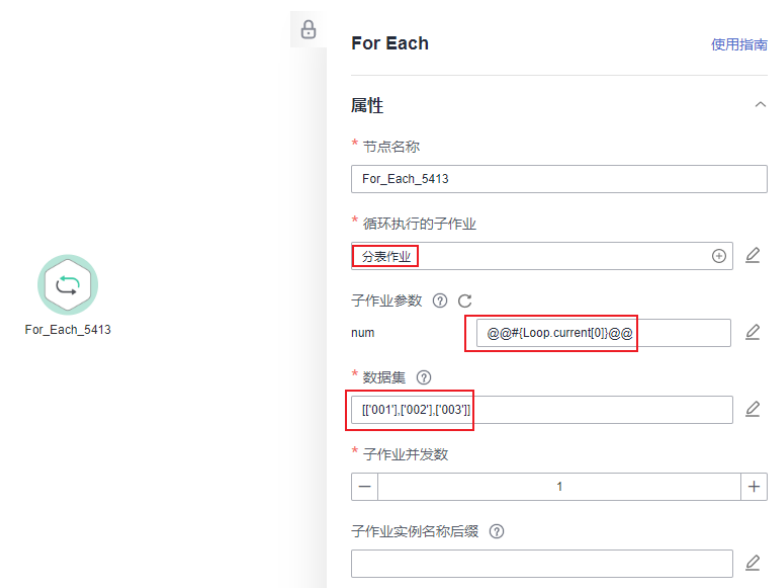 For Each
使用指南
属性
* 节点名称
For_Each_5413
* 循环执行的子作业
分表作业
子作业参数
num
@@#{Loop.current[0]}@@
For_Each_5413
* 数据集
[['001'],['002'],['003']]
* 子作业并发数
1
子作业实例名称后缀